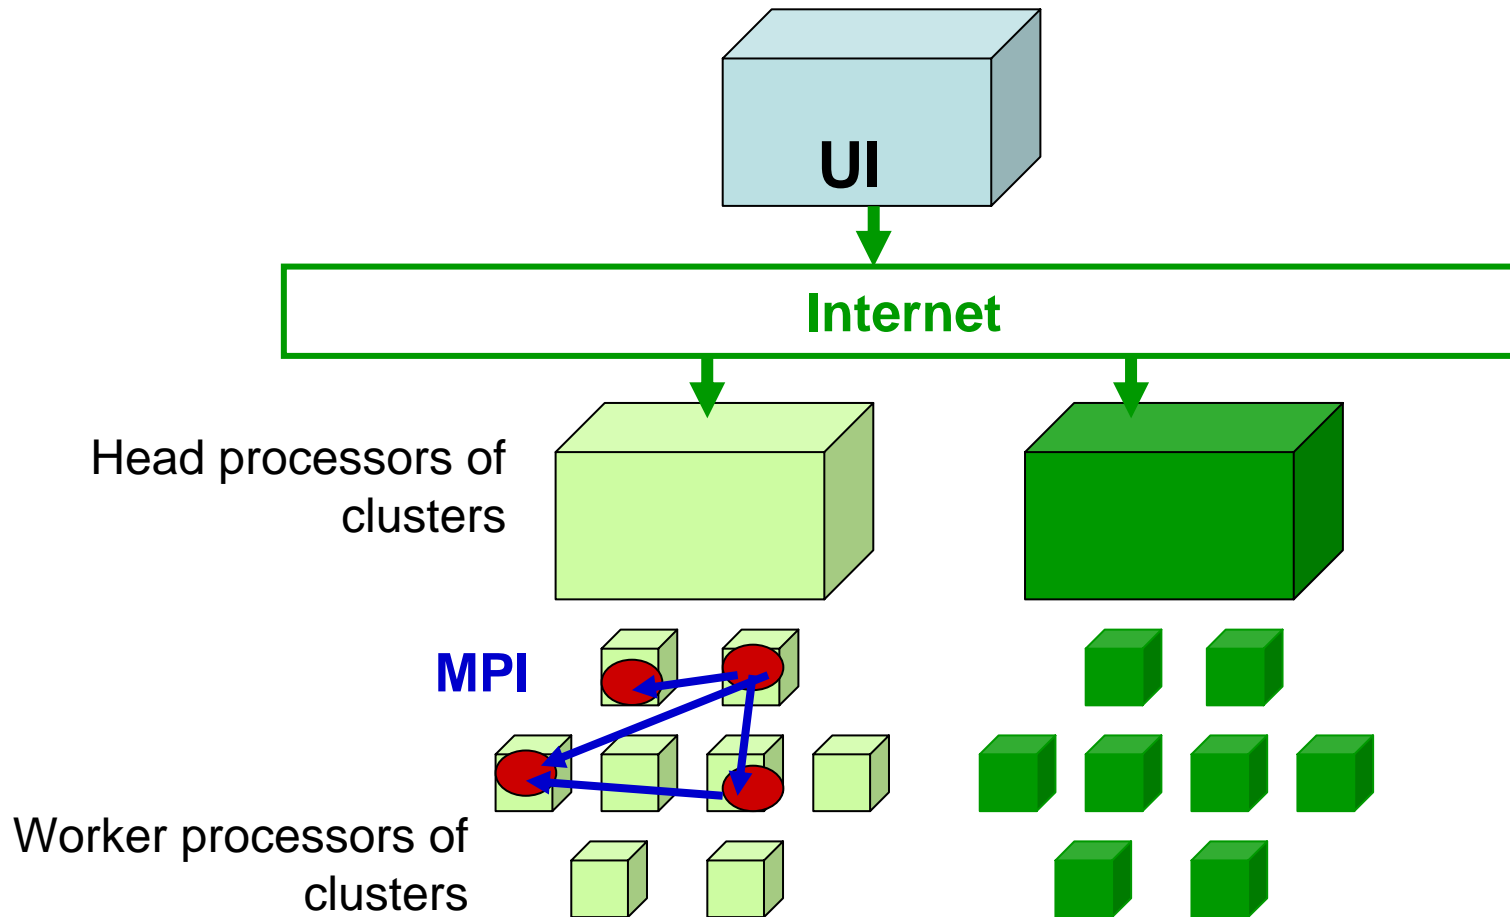 UI
Internet
Head processors of
clusters
MPI
Worker processors of
clusters